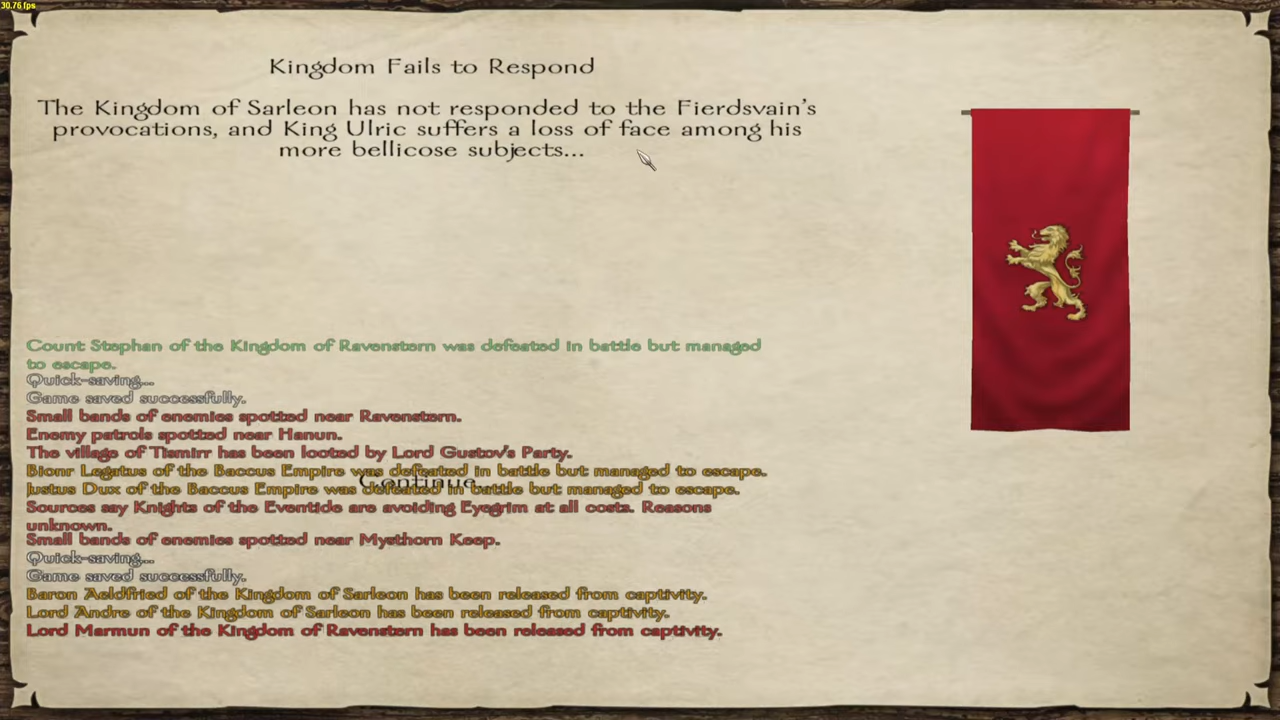 30.76 fps
Kingdom Fails to Respond
The Kingdom of Sarleon has not responded to the Fierdsvain's
provocations, and King Ulric suffers a loss of face among his
more bellicose subjects...
Count Stephan of the Kingdom of Ravenstern was defeated in battle but managed
to escape.
Quick-saving...
Game saved successfully.
Small bands of enemies spotted near Ravenstern.
Enemy patrols spotted near Hanun.
The village of Tismirr has been looted by Lord Gustov's Party.
Bionr Legatus of the Baccus Empire was defeated in battle but managed to escape.
Continue...
Justus Dux of the Baccus Empire was defeated in battle but managed to escape.
Sources say Knights of the Eventide are avoiding Eyegrim at all costs. Reasons
unknown.
Small bands of enemies spotted near Mysthorn Keep.
Quick-saving...
Game saved successfully.
Baron Aeldfried of the Kingdom of Sarleon has been released from captivity.
Lord Andre of the Kingdom of Sarleon has been released from captivity.
Lord Marmun of the Kingdom of Ravenstern has been released from captivity.